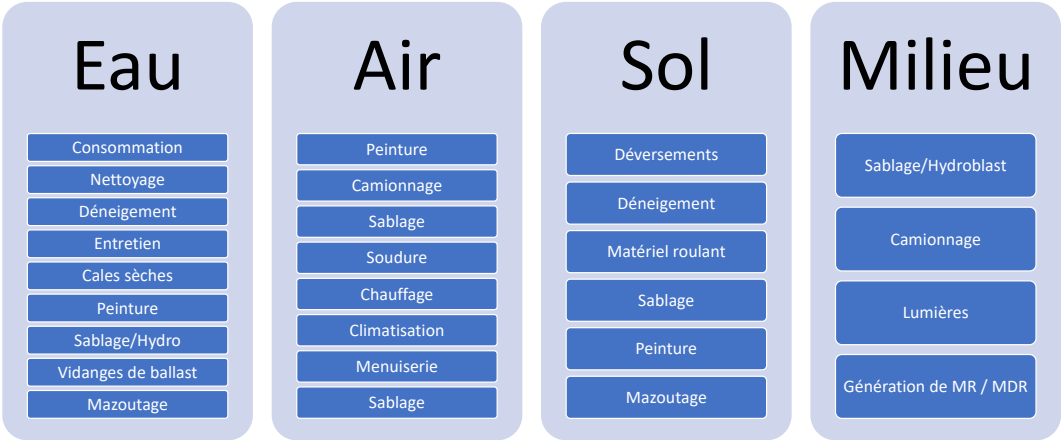 Eau
Consommation
Nettoyage
Déneigement
Entretien
Cales sèches
Peinture
Sablage/Hydro
Vidanges de ballast
Mazoutage
Air
Peinture
Camionnage
Sablage
Soudure
Chauffage
Climatisation
Menuiserie
Sablage
Sol
Déversements
Déneigement
Matériel roulant
Sablage
Peinture
Mazoutage
Milieu
Sablage/Hydroblast
Camionnage
Lumières
Génération de MR / MDR